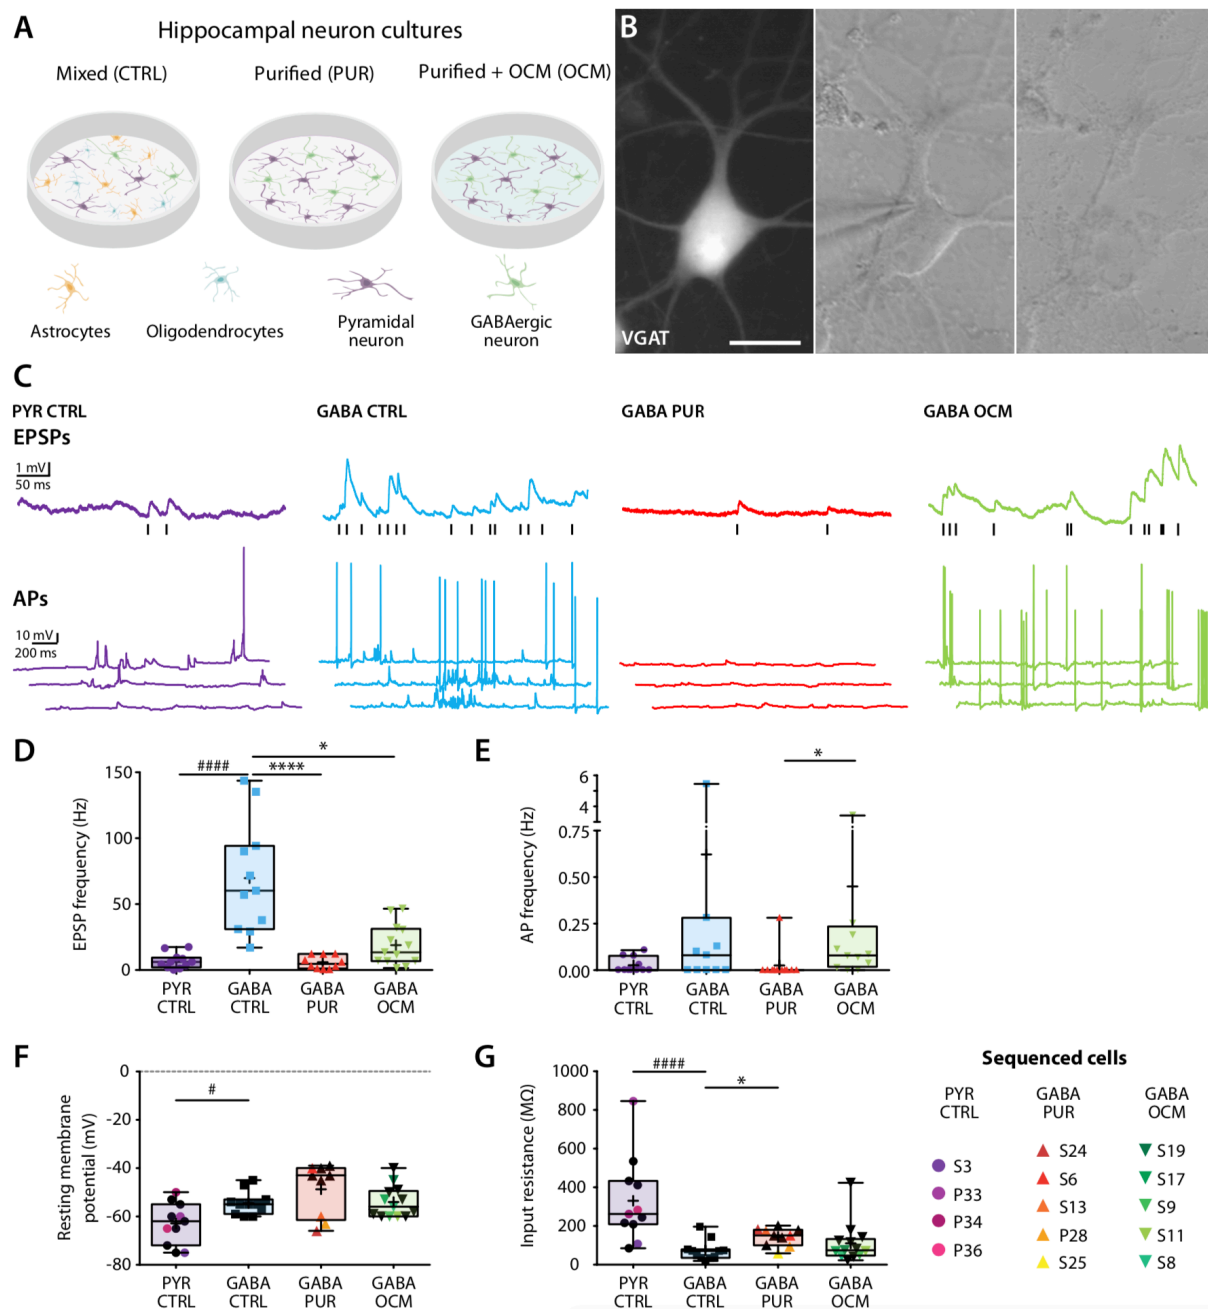 A
Hippocampal neuron cultures
Mixed (CTRL)
Purified (PUR)
Purified + OCM (OCM)
Astrocytes
Oligodendrocytes
Pyramidal
neuron
GABAergic
neuron
B
VGAT
C
PYR CTRL
GABA CTRL
GABA PUR
GABA OCM
EPSPs
1 mV
50 ms
APs
10 mV
200 ms
D
####
****
*
EPSP frequency (Hz)
150
100
50
0
PYR
CTRL
GABA
CTRL
GABA
PUR
GABA
OCM
E
*
AP frequency (Hz)
6
4
0.75
0.50
0.25
0.00
PYR
CTRL
GABA
CTRL
GABA
PUR
GABA
OCM
F
#
Resting membrane
potential (mV)
0
-20
-40
-60
-80
PYR
CTRL
GABA
CTRL
GABA
PUR
GABA
OCM
G
####
*
Input resistance (MΩ)
1000
800
600
400
200
0
PYR
CTRL
GABA
CTRL
GABA
PUR
GABA
OCM
Sequenced cells
PYR
CTRL
S3
P33
P34
P36
GABA
PUR
S24
S6
S13
P28
S25
GABA
OCM
S19
S17
S9
S11
S8